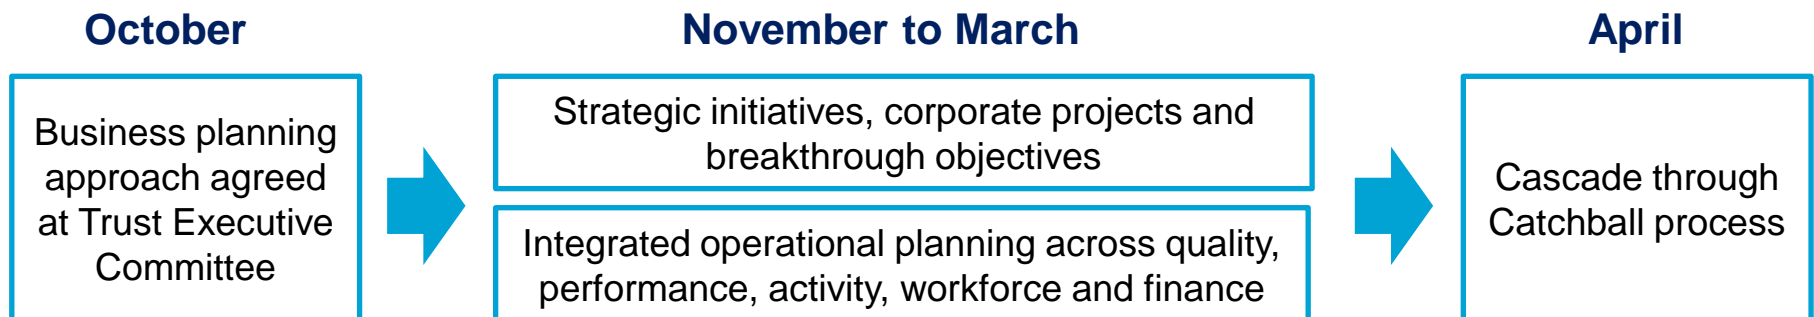 October
Business planning
approach agreed
at Trust Executive
Committee
November to March
Strategic initiatives, corporate projects and
breakthrough objectives
Integrated operational planning across quality,
performance, activity, workforce and finance
April
Cascade through
Catchball process